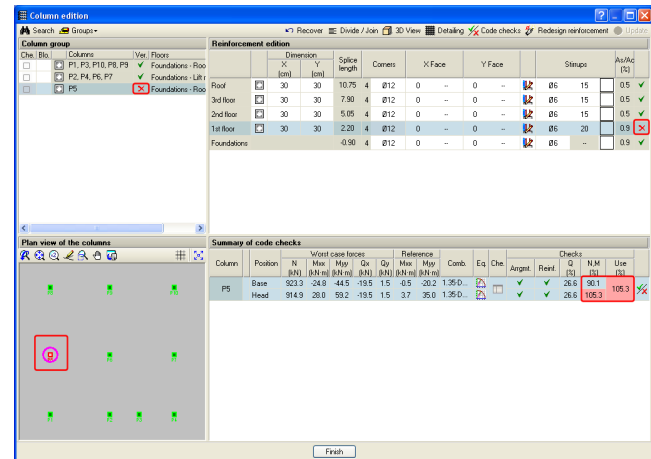 Column edition
Search Groups Recover Divide / Join 3D View Detailing Code checks Redesign reinforcement Update
Column group Reinforcement edition
Che. Blo. Columns Ver. Floors
P1, P3, P10, P8, P9 Foundations - Roo
P2, P4, P6, P7 Foundations - Lift r
P5 Foundations - Roo
Dimension Splice length Corners X Face Y Face Stirrups As/Ac (%)
X (cm) Y (cm)
Roof 30 30 10.75 4 Ø12 0 -- 0 -- Ø6 15 0.5
3rd floor 30 30 7.90 4 Ø12 0 -- 0 -- Ø6 15 0.5
2nd floor 30 30 5.05 4 Ø12 0 -- 0 -- Ø6 15 0.5
1st floor 30 30 2.20 4 Ø12 0 -- 0 -- Ø6 20 0.9
Foundations -0.90 4 Ø12 0 -- 0 -- Ø6 -- 0.9
Plan view of the columns Summary of code checks
Worst case forces Reference Checks
Column Position N (kN) Mxx (kN·m) Myy (kN·m) Qx (kN) Qy (kN) Mxx (kN·m) Myy (kN·m) Comb. Eq. Che. Arrgmt. Reinf. Q (%) N,M (%) Use (%)
P5 Base 923.3 -24.8 -44.5 -19.5 1.5 -0.5 -20.2 1.35·D... 26.6 90.1 105.3
Head 914.9 28.0 59.2 -19.5 1.5 3.7 35.0 1.35·D... 26.6 105.3
Finish